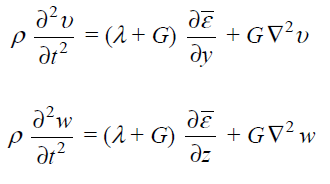 ρ ∂²υ/∂t² = (λ + G) ∂ε̅/∂y + G∇²υ
ρ ∂²w/∂t² = (λ + G) ∂ε̅/∂z + G∇²w